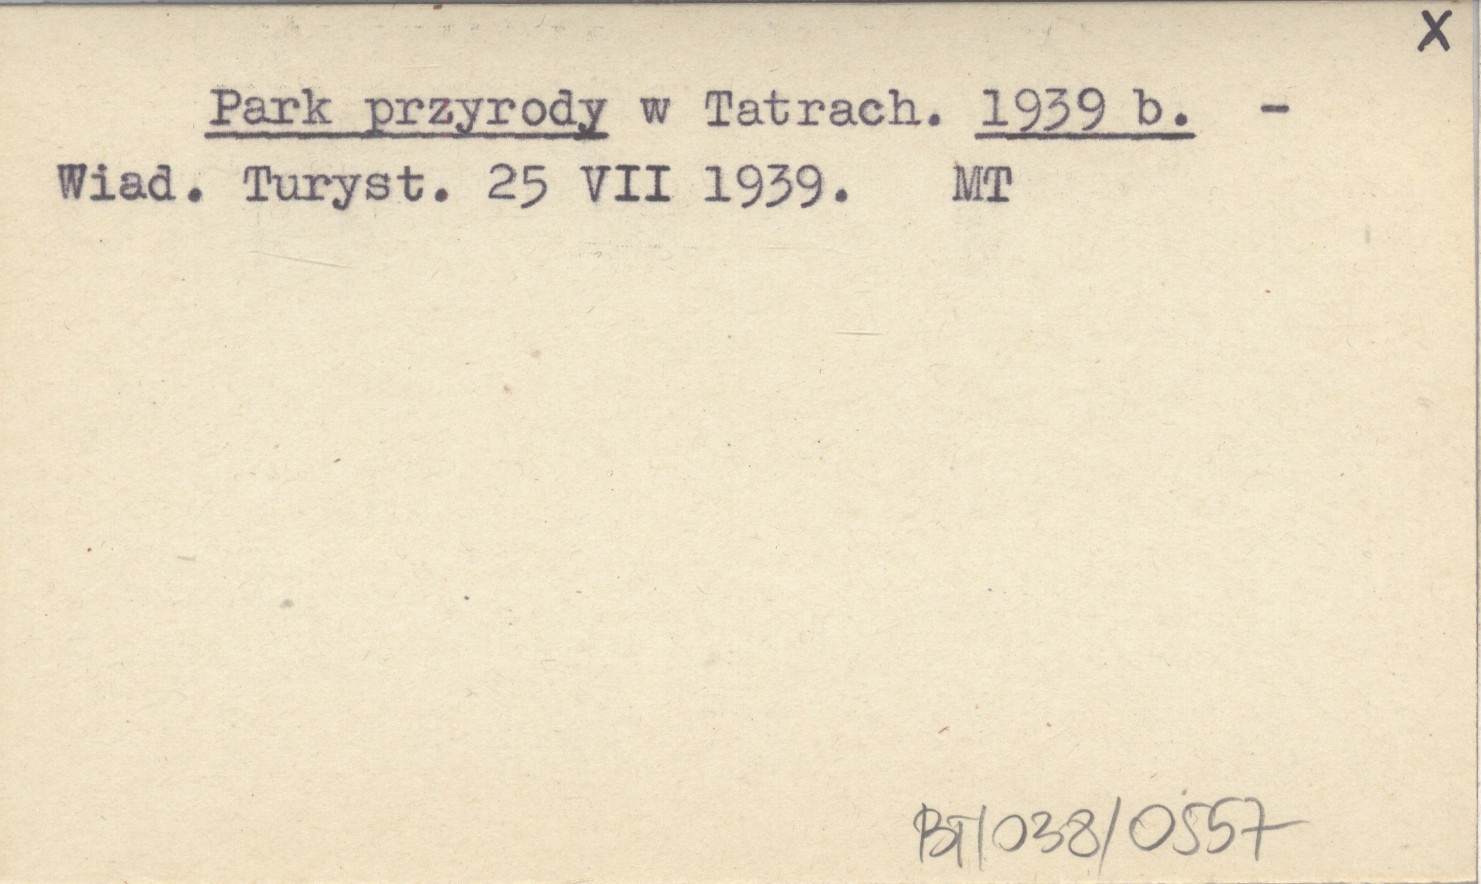 X
Park przyrody w Tatrach. 1939 b. -
Wiad. Turyst. 25 VII 1939. MT
BT/038/0557